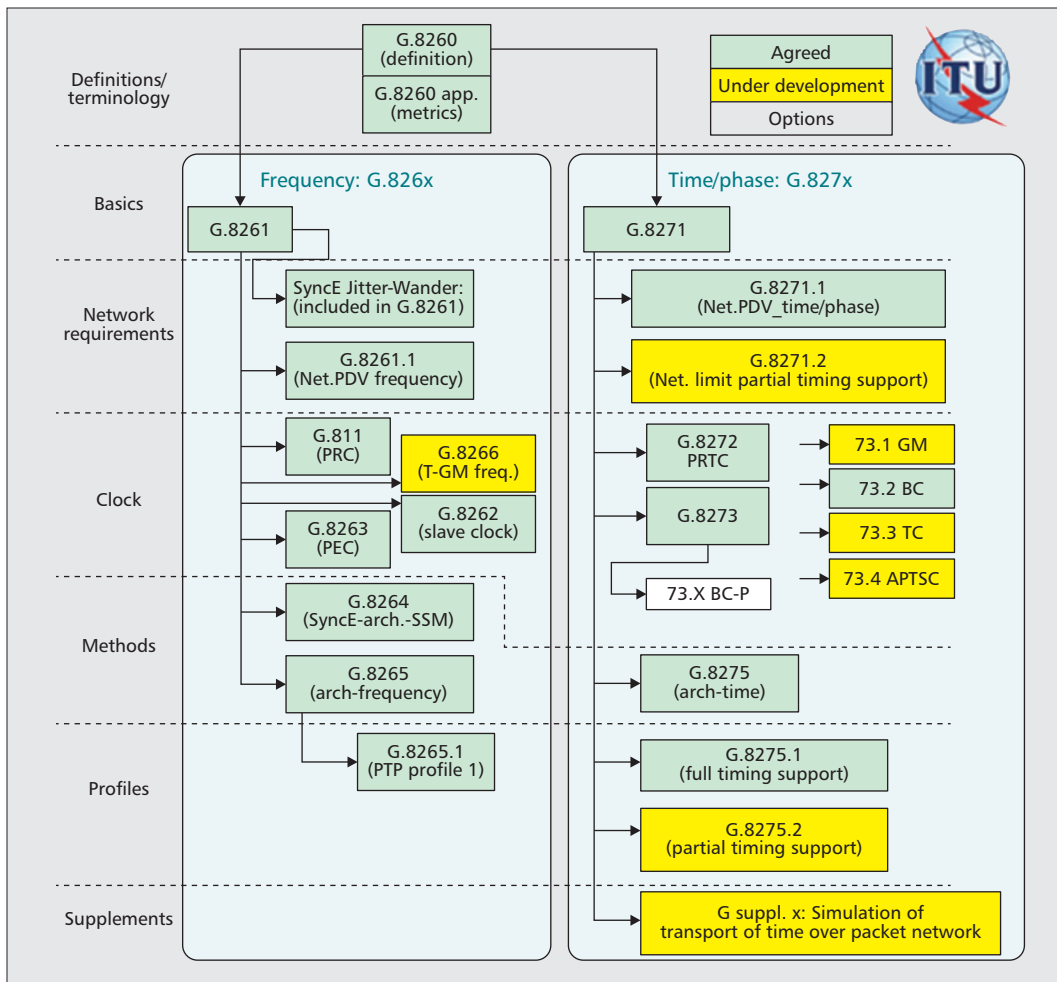 Definitions/
terminology
G.8260
(definition)
G.8260 app.
(metrics)
Agreed
Under development
Options
ITU
Basics
Frequency: G.826x
G.8261
Time/phase: G.827x
G.8271
Network
requirements
SyncE Jitter-Wander:
(included in G.8261)
G.8261.1
(Net.PDV frequency)
G.8271.1
(Net.PDV_time/phase)
G.8271.2
(Net. limit partial timing support)
Clock
G.811
(PRC)
G.8266
(T-GM freq.)
G.8262
(slave clock)
G.8263
(PEC)
G.8272
PRTC
G.8273
73.X BC-P
73.1 GM
73.2 BC
73.3 TC
73.4 APTSC
Methods
G.8264
(SyncE-arch.-SSM)
G.8265
(arch-frequency)
G.8275
(arch-time)
Profiles
G.8265.1
(PTP profile 1)
G.8275.1
(full timing support)
G.8275.2
(partial timing support)
Supplements
G suppl. x: Simulation of
transport of time over packet network